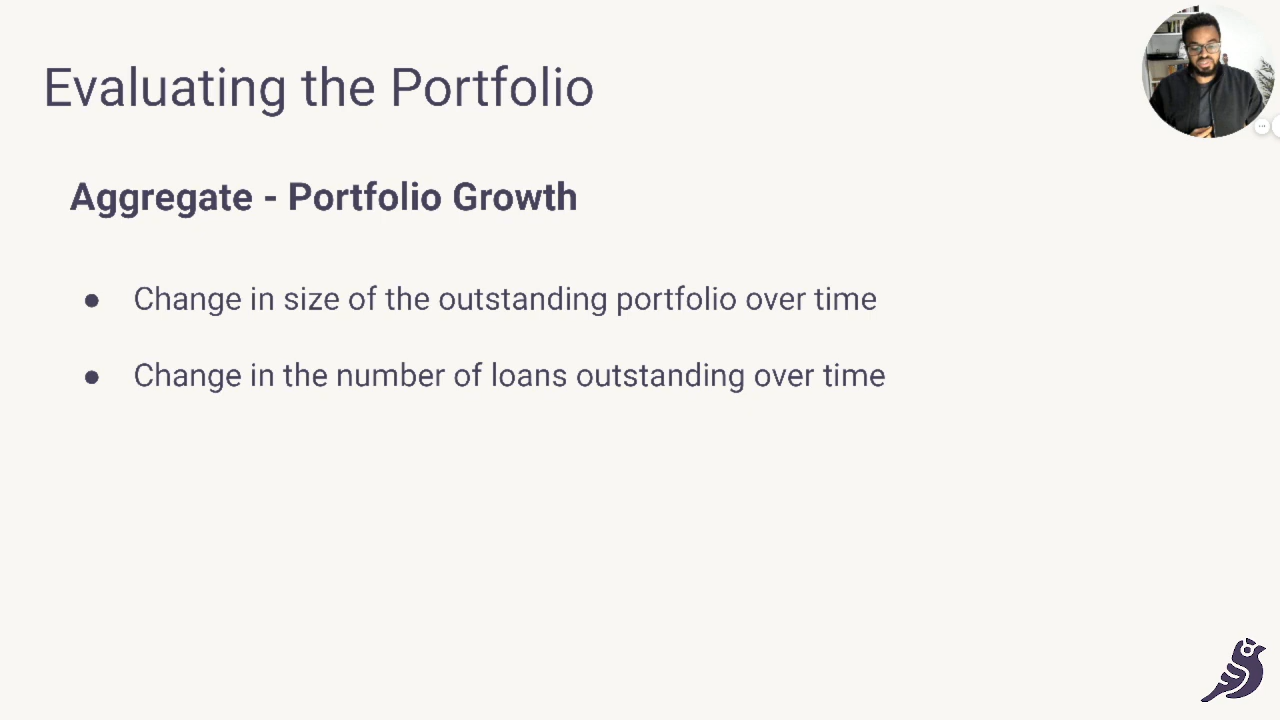 Evaluating the Portfolio
Aggregate - Portfolio Growth
● Change in size of the outstanding portfolio over time
● Change in the number of loans outstanding over time